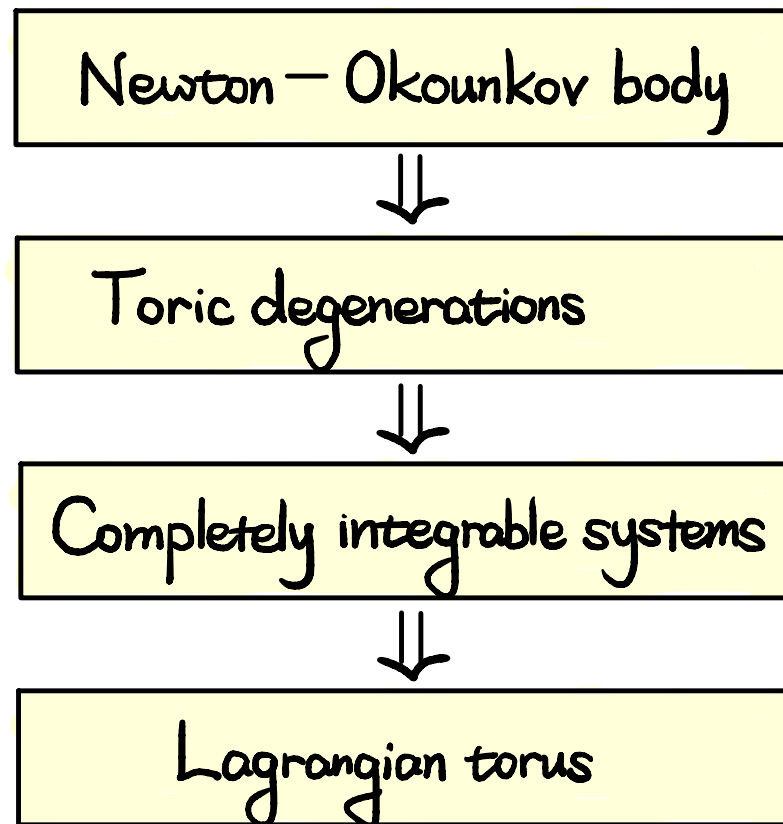 Newton – Okounkov body
Toric degenerations
Completely integrable systems
Lagrangian torus